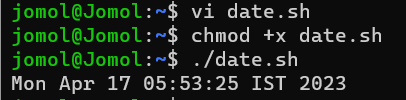 jomol@Jomol:~$ vi date.sh
jomol@Jomol:~$ chmod +x date.sh
jomol@Jomol:~$ ./date.sh
Mon Apr 17 05:53:25 IST 2023